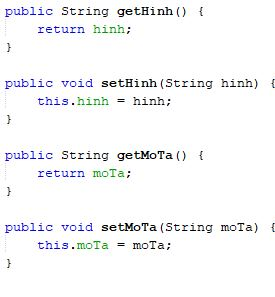 public String getHinh() {
    return hinh;
}

public void setHinh(String hinh) {
    this.hinh = hinh;
}

public String getMoTa() {
    return moTa;
}

public void setMoTa(String moTa) {
    this.moTa = moTa;
}